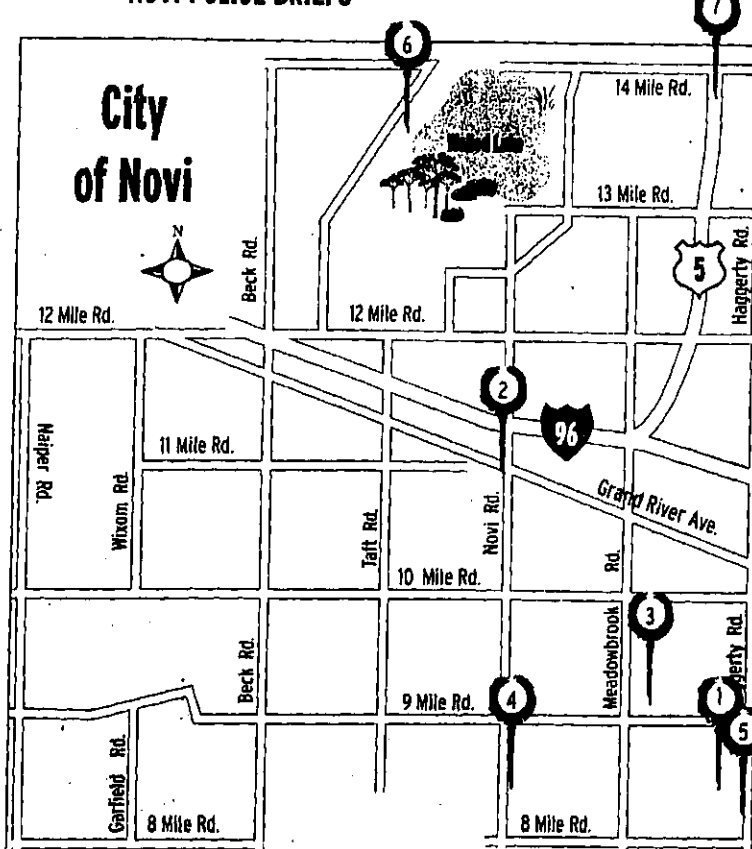 7
6
City
of Novi
14 Mile Rd.
13 Mile Rd.
N
Beck Rd.
5
Haggerty Rd.
12 Mile Rd.
12 Mile Rd.
2
96
11 Mile Rd.
Naiper Rd.
Wixom Rd.
Taft Rd.
Novi Rd.
Grand River Ave.
Rd.
10 Mile Rd.
Meadowbrook
3
gerty Rd.
Beck Rd.
9 Mile Rd.
4
1
5
Garfield Rd.
8 Mile Rd.
8 Mile Rd.